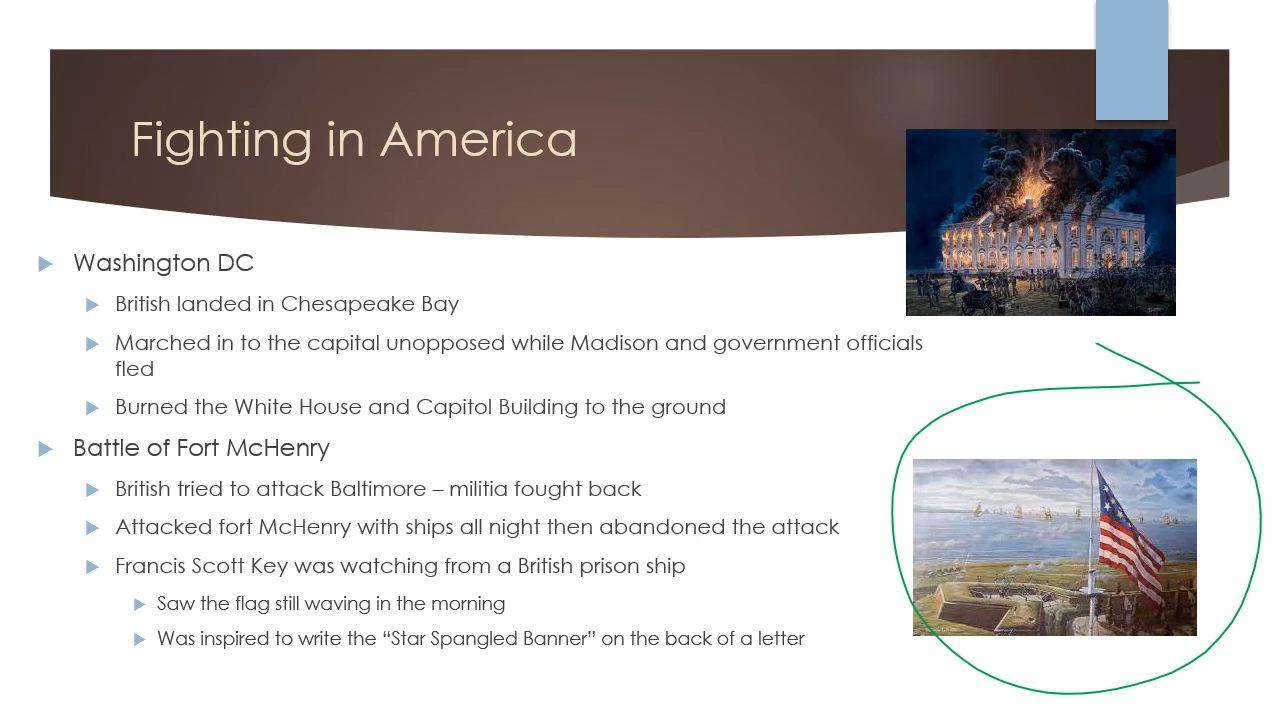 Fighting in America
Washington DC
British landed in Chesapeake Bay
Marched in to the capital unopposed while Madison and government officials
fled
Burned the White House and Capitol Building to the ground
Battle of Fort McHenry
British tried to attack Baltimore – militia fought back
Attacked fort McHenry with ships all night then abandoned the attack
Francis Scott Key was watching from a British prison ship
Saw the flag still waving in the morning
Was inspired to write the “Star Spangled Banner” on the back of a letter